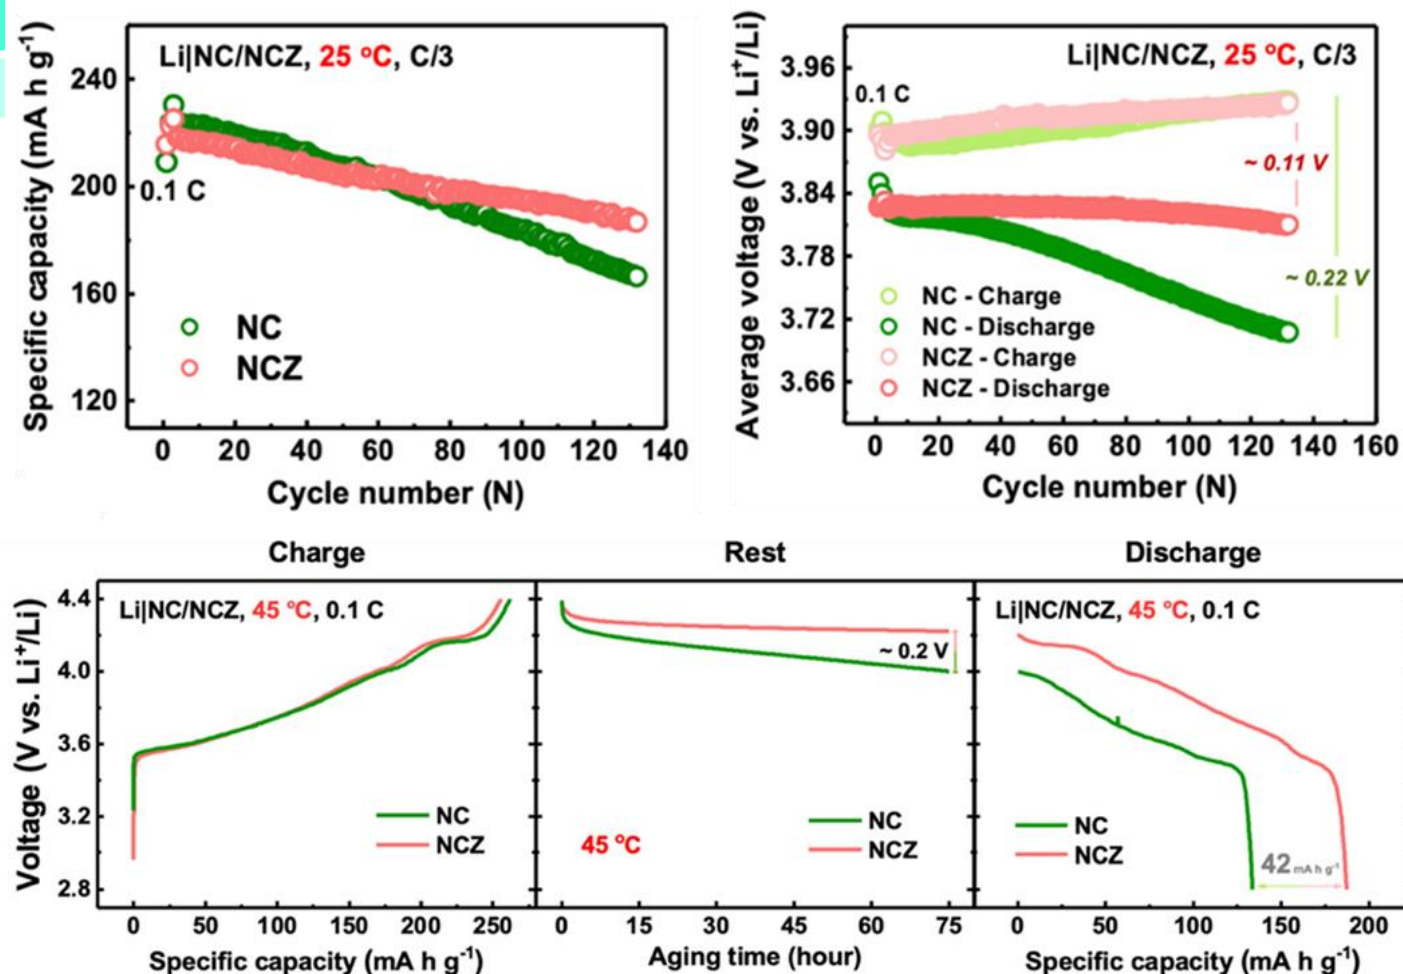 Li|NC/NCZ, 25 °C, C/3
240
200
160
120
0.1 C
NC
NCZ
0 20 40 60 80 100 120 140
Cycle number (N)
Specific capacity (mA h g⁻¹)
Li|NC/NCZ, 25 °C, C/3
3.96
3.90
3.84
3.78
3.72
3.66
0.1 C
~ 0.11 V
~ 0.22 V
NC - Charge
NC - Discharge
NCZ - Charge
NCZ - Discharge
0 20 40 60 80 100 120 140 160
Cycle number (N)
Average voltage (V vs. Li⁺/Li)
Charge
Li|NC/NCZ, 45 °C, 0.1 C
4.4
4.0
3.6
3.2
2.8
NC
NCZ
0 50 100 150 200 250
Specific capacity (mA h g⁻¹)
Voltage (V vs. Li⁺/Li)
Rest
~ 0.2 V
45 °C
NC
NCZ
0 15 30 45 60 75
Aging time (hour)
Discharge
Li|NC/NCZ, 45 °C, 0.1 C
NC
NCZ
42 mA h g⁻¹
0 50 100 150 200
Specific capacity (mA h g⁻¹)